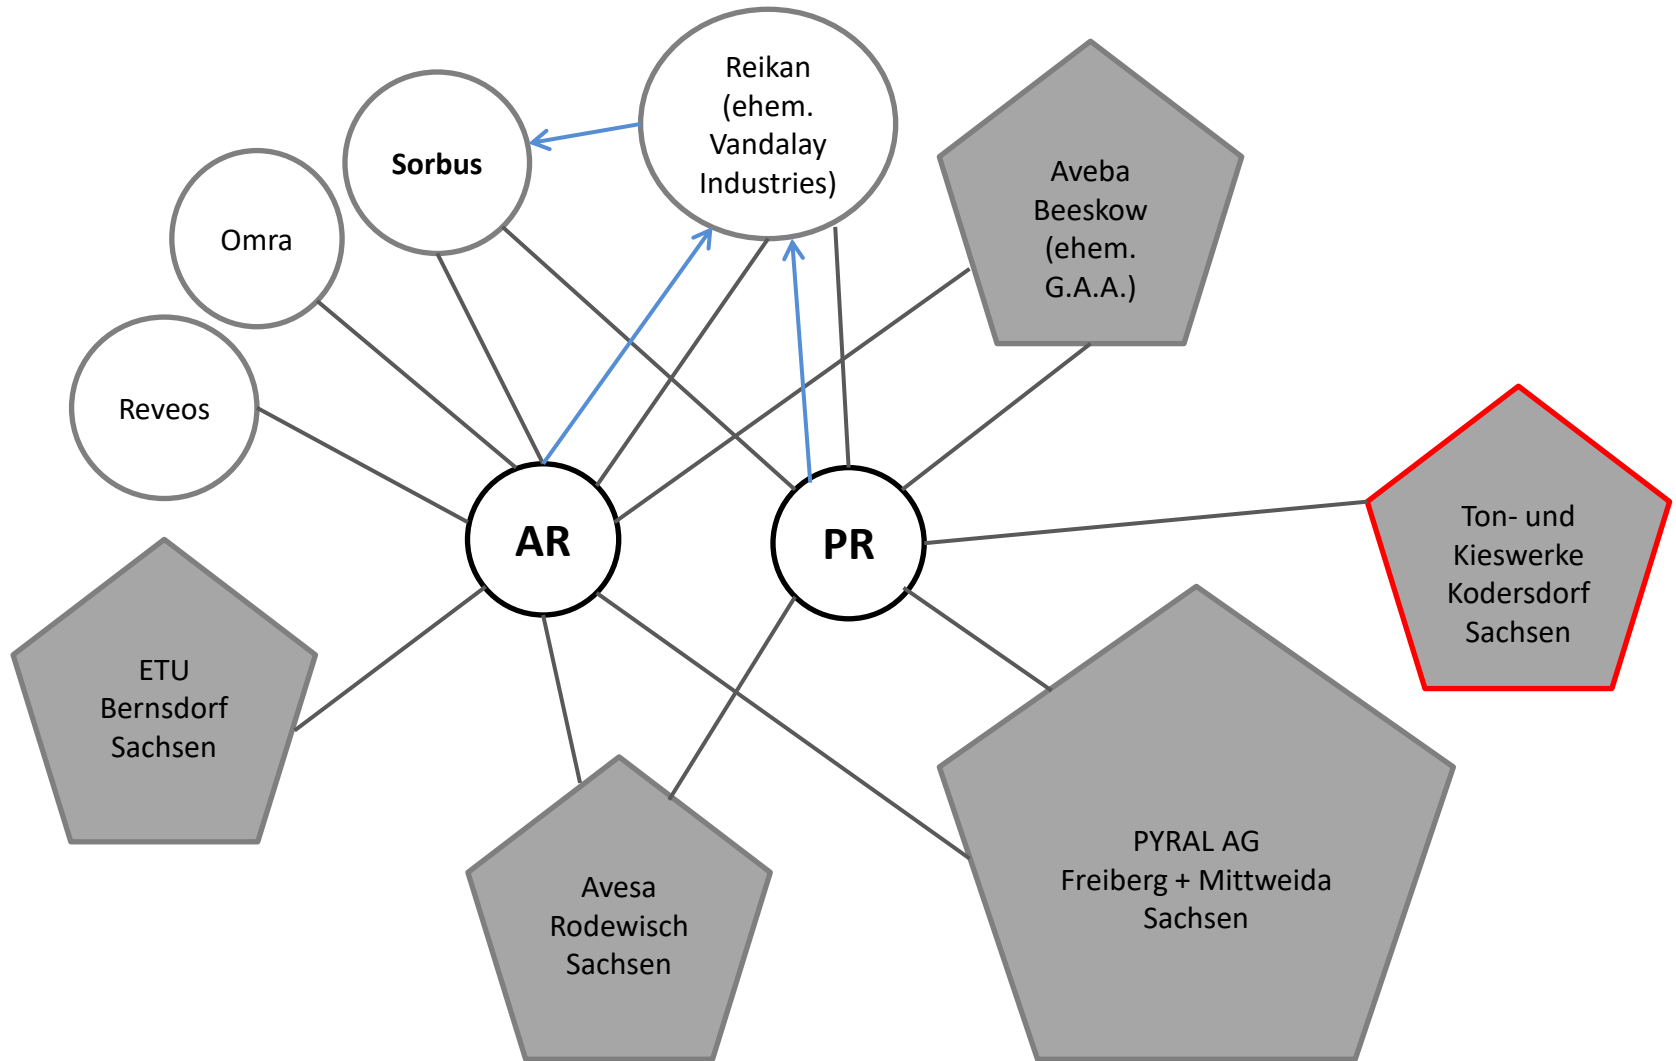 Reikan
(ehem.
Vandalay
Industries)
Sorbus
Aveba
Beeskow
(ehem.
G.A.A.)
Omra
Reveos
AR
PR
Ton- und
Kieswerke
Kodersdorf
Sachsen
ETU
Bernsdorf
Sachsen
Avesa
Rodewisch
Sachsen
PYRAL AG
Freiberg + Mittweida
Sachsen